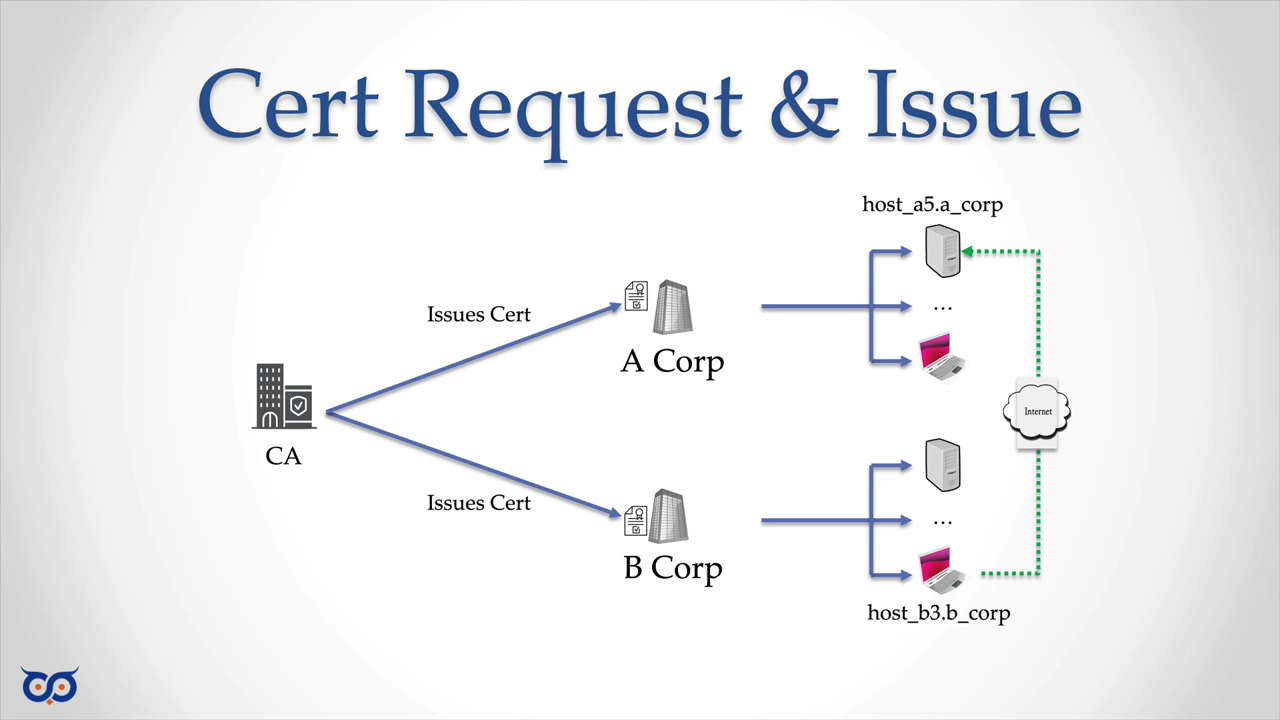 Cert Request & Issue
host_a5.a_corp
Issues Cert
...
A Corp
Internet
CA
Issues Cert
...
B Corp
host_b3.b_corp